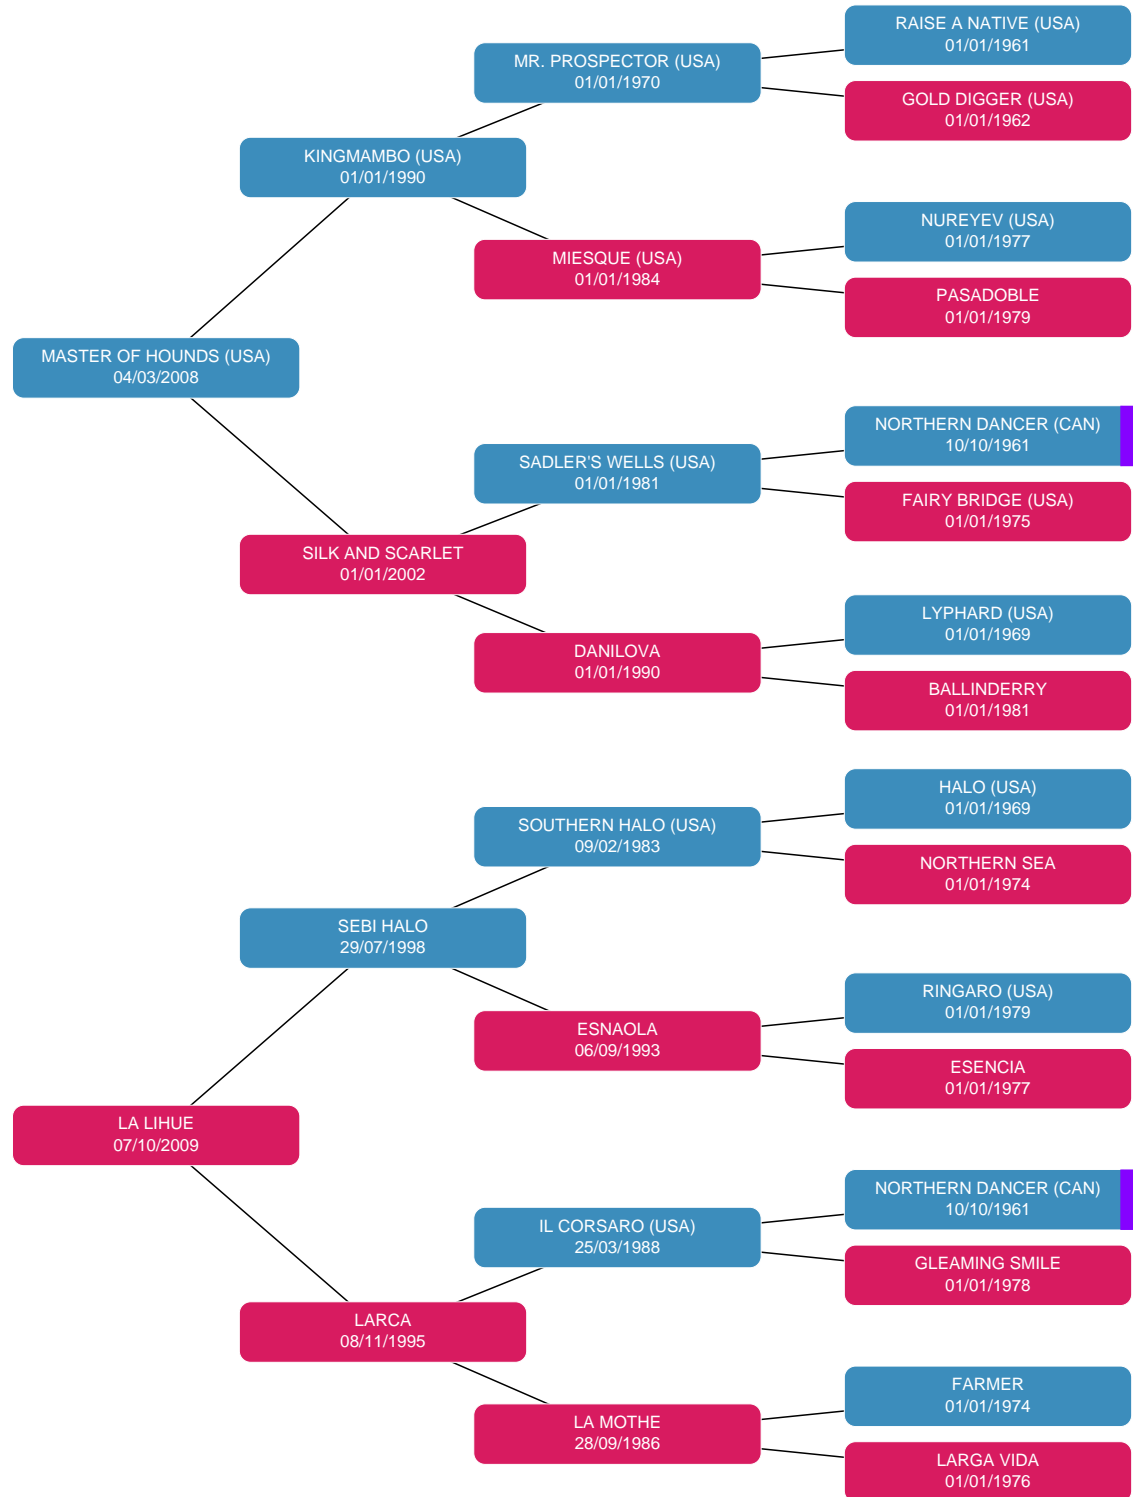 RAISE A NATIVE (USA)
01/01/1961
MR. PROSPECTOR (USA)
01/01/1970
GOLD DIGGER (USA)
01/01/1962
KINGMAMBO (USA)
01/01/1990
NUREYEV (USA)
01/01/1977
MIESQUE (USA)
01/01/1984
PASADOBLE
01/01/1979
MASTER OF HOUNDS (USA)
04/03/2008
NORTHERN DANCER (CAN)
10/10/1961
SADLER'S WELLS (USA)
01/01/1981
FAIRY BRIDGE (USA)
01/01/1975
SILK AND SCARLET
01/01/2002
LYPHARD (USA)
01/01/1969
DANILOVA
01/01/1990
BALLINDERRY
01/01/1981
HALO (USA)
01/01/1969
SOUTHERN HALO (USA)
09/02/1983
NORTHERN SEA
01/01/1974
SEBI HALO
29/07/1998
RINGARO (USA)
01/01/1979
ESNAOLA
06/09/1993
ESENCIA
01/01/1977
LA LIHUE
07/10/2009
NORTHERN DANCER (CAN)
10/10/1961
IL CORSARO (USA)
25/03/1988
GLEAMING SMILE
01/01/1978
LARCA
08/11/1995
FARMER
01/01/1974
LA MOTHE
28/09/1986
LARGA VIDA
01/01/1976